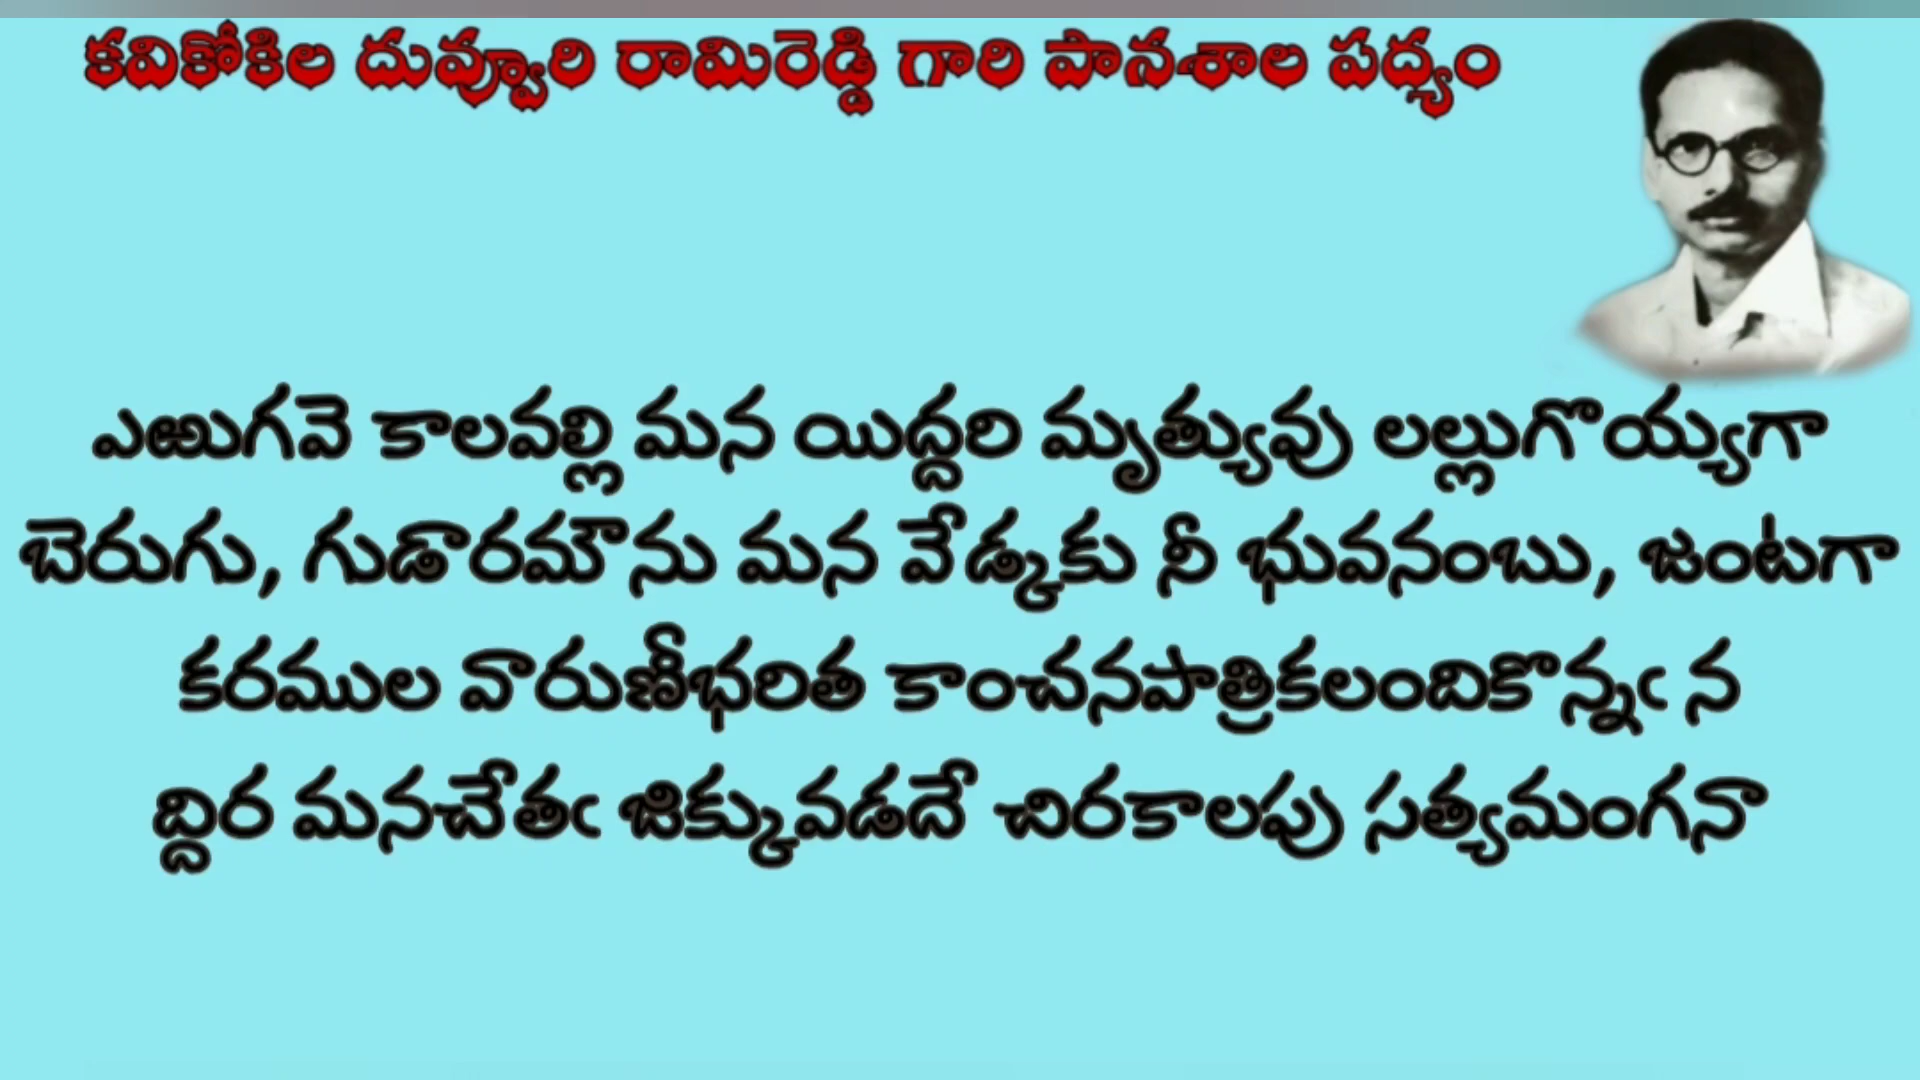 కవికోకిల దువ్వూరి రామిరెడ్డి గారి పానశాల పద్యం
ఎఱుగవె కాలవల్లి మన యిద్దరి మృత్యువు లల్లుగొయ్యగా
బెరుగు, గుడారమౌను మన వేడ్కకు నీ భువనంబు, జంటగా
కరముల వారుణీభరిత కాంచనపాత్రికలందికొన్నఁ న
ద్దిర మనచేతఁ జిక్కువడదే చిరకాలపు సత్యమంగనా